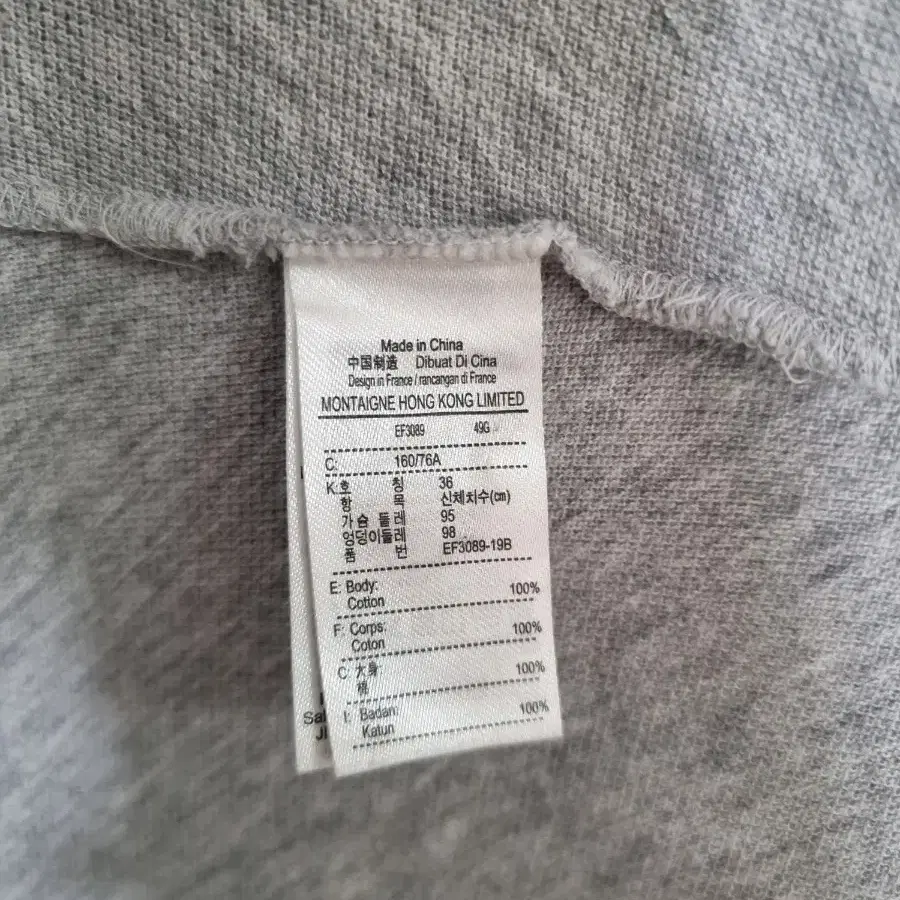 Made in China
中国制造 Dibuat Di Cina
Design in France / rancangan di France
MONTAIGNE HONG KONG LIMITED
EF3089 49G
C: 160/76A
K: 호 칭 36
항 목 신체치수(cm)
가슴 둘레 95
엉덩이둘레 98
품 번 EF3089-19B
E: Body:
Cotton 100%
F: Corps:
Coton 100%
C: 大身:
棉 100%
I: Badan:
Katun 100%